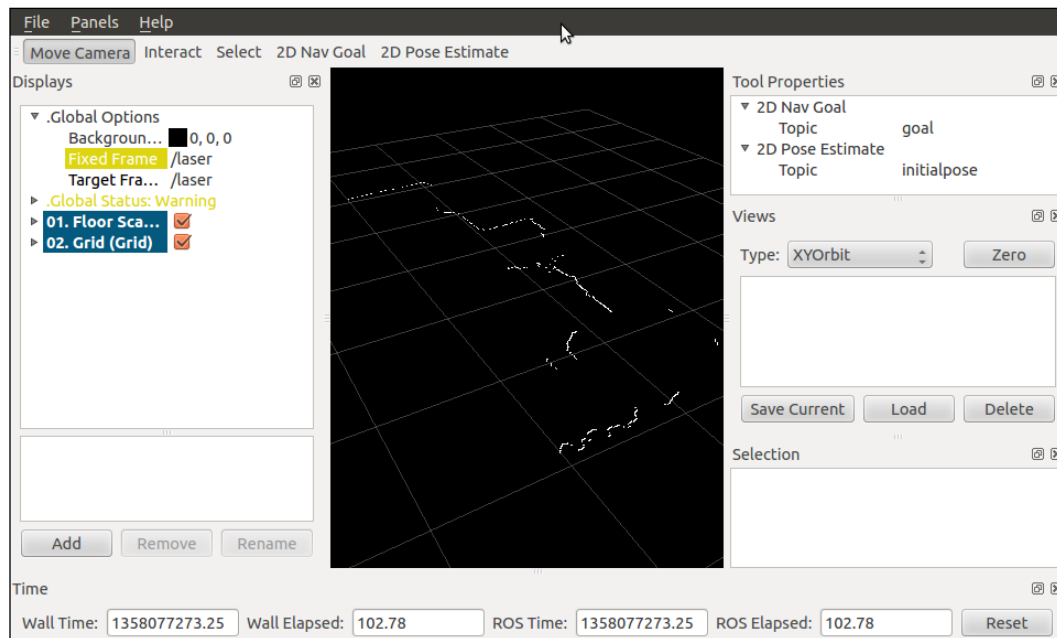 File Panels Help
Move Camera Interact Select 2D Nav Goal 2D Pose Estimate
Displays
.Global Options
Backgroun... 0, 0, 0
Fixed Frame /laser
Target Fra... /laser
.Global Status: Warning
01. Floor Sca...
02. Grid (Grid)
Add Remove Rename
Tool Properties
2D Nav Goal
Topic goal
2D Pose Estimate
Topic initialpose
Views
Type: XYOrbit Zero
Save Current Load Delete
Selection
Time
Wall Time: 1358077273.25 Wall Elapsed: 102.78 ROS Time: 1358077273.25 ROS Elapsed: 102.78 Reset